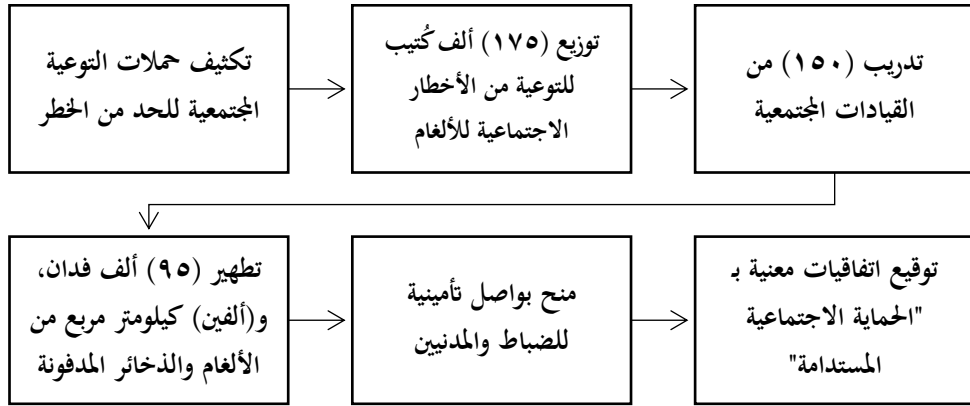 تكثيف حملات التوعية
المجتمعية للحد من الخطر
توزيع (١٧٥) ألف كُتيب
للتوعية من الأخطار
الاجتماعية للألغام
تدريب (١٥٠) من
القيادات المجتمعية
تطهير (٩٥) ألف فدان،
و(ألفين) كيلومتر مربع من
الألغام والذخائر المدفونة
منح بواصل تأمينية
للضباط والمدنيين
توقيع اتفاقيات معنية بـ
"الحماية الاجتماعية
المستدامة"